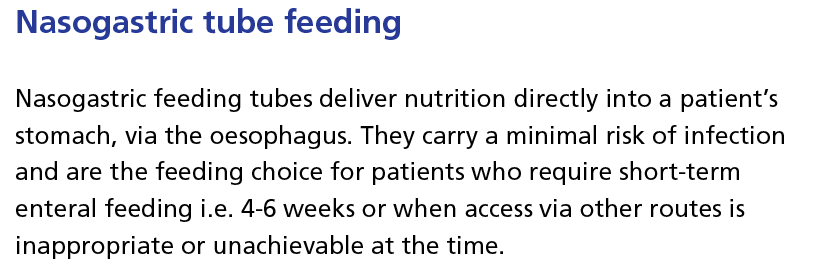 Nasogastric tube feeding
Nasogastric feeding tubes deliver nutrition directly into a patient’s
stomach, via the oesophagus. They carry a minimal risk of infection
and are the feeding choice for patients who require short-term
enteral feeding i.e. 4-6 weeks or when access via other routes is
inappropriate or unachievable at the time.